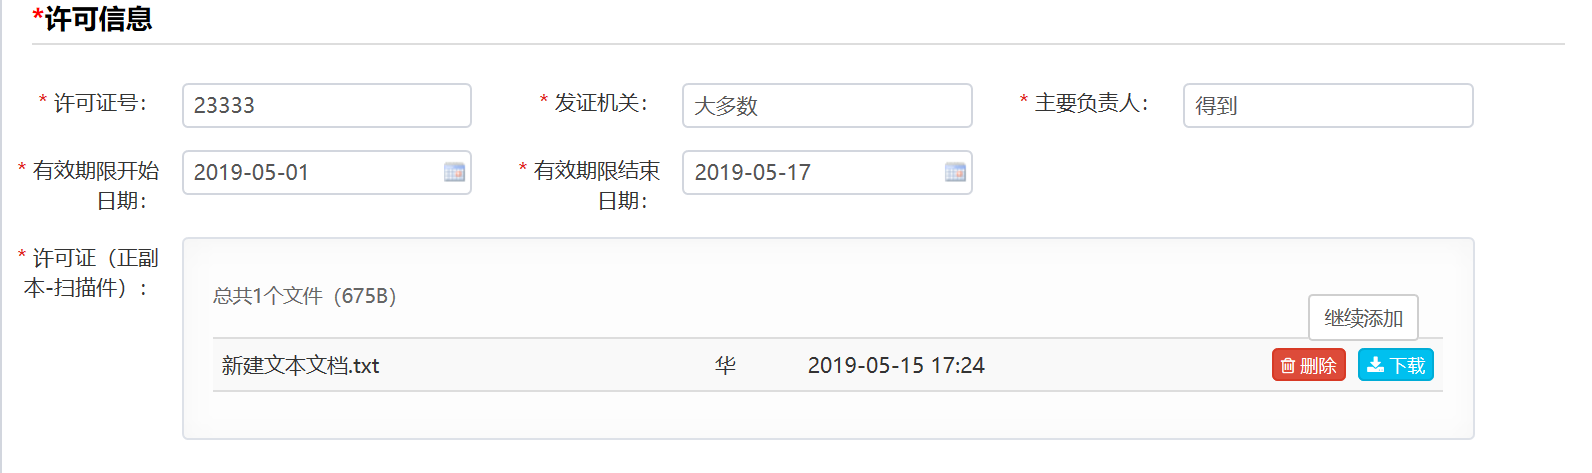 *许可信息
* 许可证号： 23333 * 发证机关： 大多数 * 主要负责人： 得到
* 有效期限开始日期： 2019-05-01 * 有效期限结束日期： 2019-05-17
* 许可证（正副本-扫描件）：
总共1个文件（675B）
继续添加
新建文本文档.txt 华 2019-05-15 17:24 删除 下载